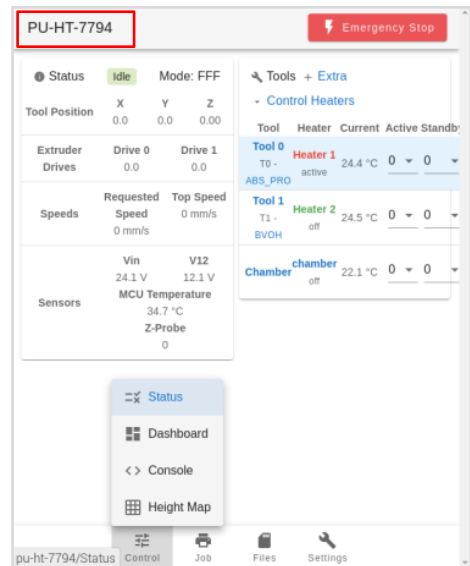 PU-HT-7794
Emergency Stop
Status Idle Mode: FFF
Tool Position X Y Z
0.0 0.0 0.00
Extruder Drives Drive 0 Drive 1
0.0 0.0
Speeds Requested Speed Top Speed
0 mm/s 0 mm/s
Sensors Vin V12
24.1 V 12.1 V
MCU Temperature
34.7 °C
Z-Probe
0
Tools + Extra
Control Heaters
Tool Heater Current Active Standby
Tool 0 Heater 1 24.4 °C 0 0
T0 - active
ABS_PRO
Tool 1 Heater 2 24.5 °C 0 0
T1 - off
BVOH
Chamber chamber 22.1 °C 0 0
off
Status
Dashboard
Console
Height Map
Control Job Files Settings
pu-ht-7794/Status